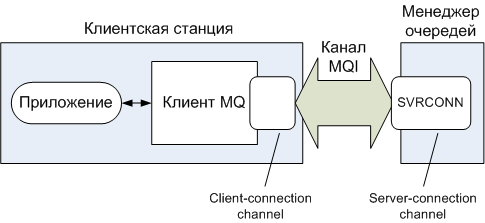 Клиентская станция
Менеджер
очередей
Канал
MQI
Приложение
Клиент MQ
SVRCONN
Client-connection
channel
Server-connection
channel